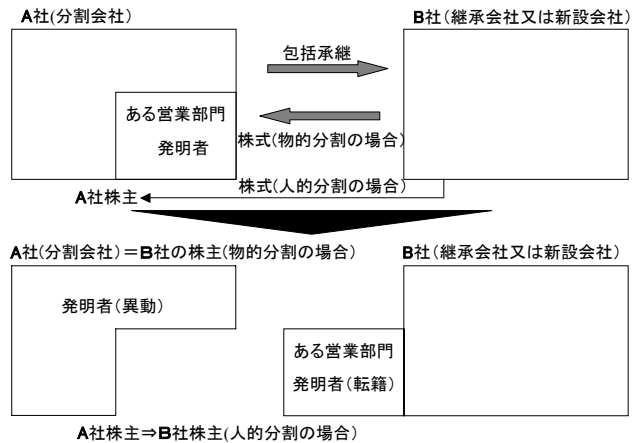 A社(分割会社)
B社(継承会社又は新設会社)
包括承継
ある営業部門
発明者
株式(物的分割の場合)
株式(人的分割の場合)
A社株主
A社(分割会社)＝B社の株主(物的分割の場合)
B社(継承会社又は新設会社)
発明者(異動)
ある営業部門
発明者(転籍)
A社株主⇒B社株主(人的分割の場合)